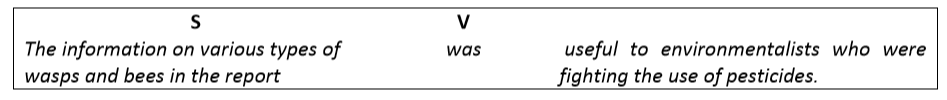 S V
The information on various types of was useful to environmentalists who were
wasps and bees in the report fighting the use of pesticides.